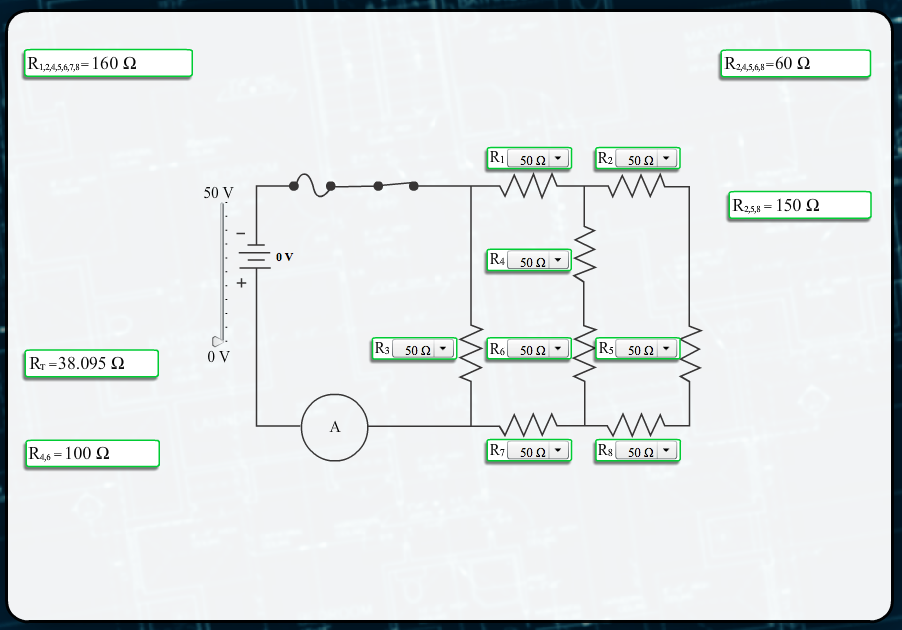 R1,2,4,5,6,7,8= 160 Ω
R2,4,5,6,8=60 Ω
R1 50 Ω
R2 50 Ω
50 V
R2,5,8 = 150 Ω
−
0 V
R4 50 Ω
+
R3 50 Ω
R6 50 Ω
R5 50 Ω
0 V
RT =38.095 Ω
A
R4,6 = 100 Ω
R7 50 Ω
R8 50 Ω